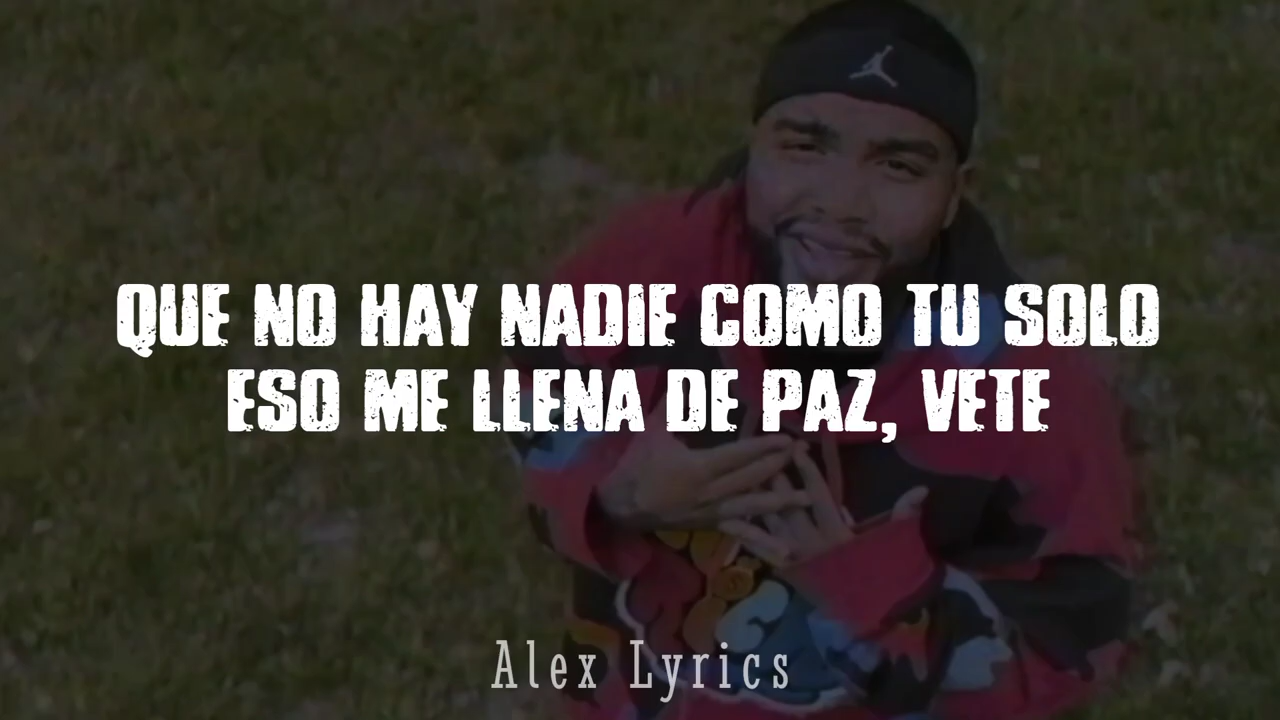 QUE NO HAY NADIE COMO TU SOLO
ESO ME LLENA DE PAZ, VETE
Alex Lyrics